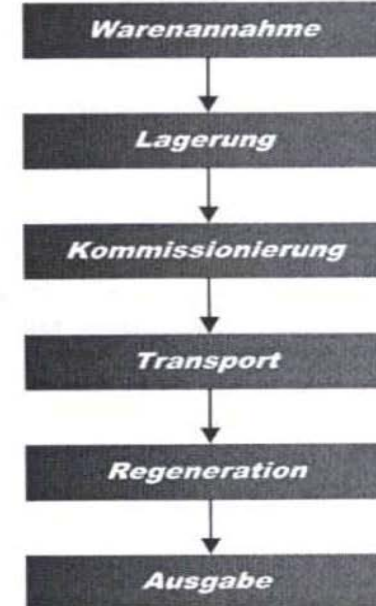 Warenannahme
Lagerung
Kommissionierung
Transport
Regeneration
Ausgabe